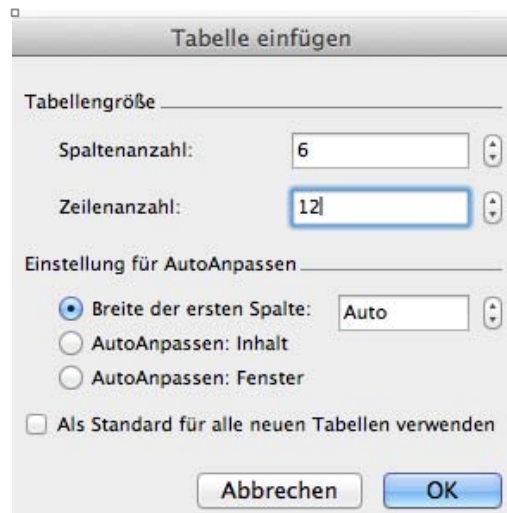 Tabelle einfügen
Tabellengröße
Spaltenanzahl: 6
Zeilenanzahl: 12
Einstellung für AutoAnpassen
Breite der ersten Spalte: Auto
AutoAnpassen: Inhalt
AutoAnpassen: Fenster
Als Standard für alle neuen Tabellen verwenden
Abbrechen OK